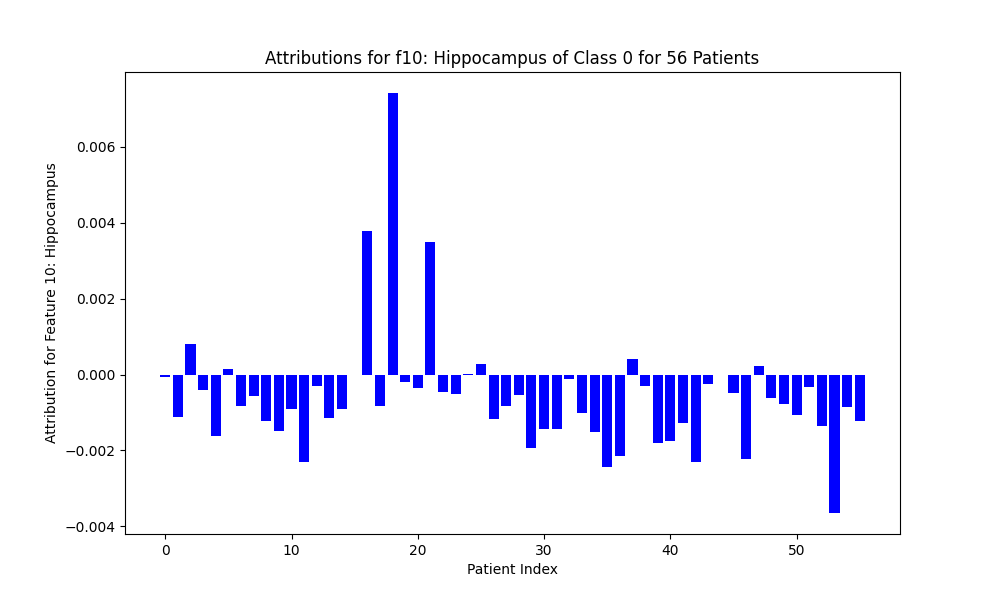 Attributions for f10: Hippocampus of Class 0 for 56 Patients
Attribution for Feature 10: Hippocampus
0.006
0.004
0.002
0.000
−0.002
−0.004
0 10 20 30 40 50
Patient Index